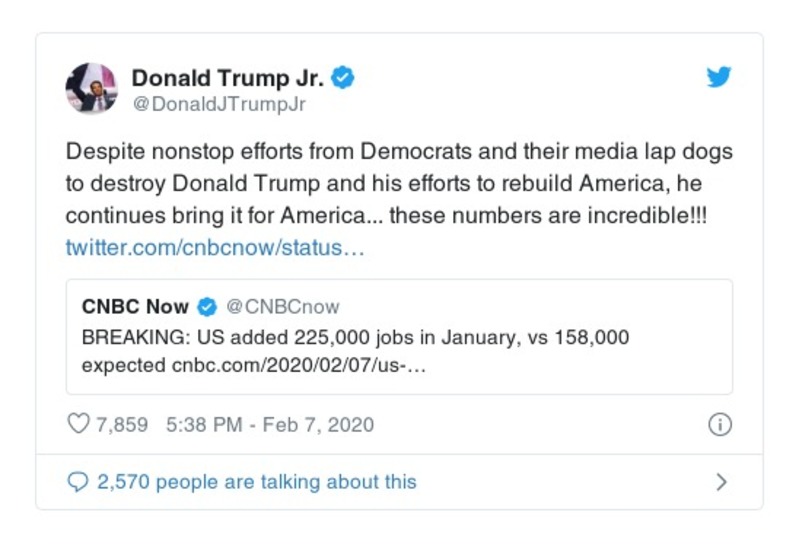 Donald Trump Jr.
@DonaldJTrumpJr
Despite nonstop efforts from Democrats and their media lap dogs
to destroy Donald Trump and his efforts to rebuild America, he
continues bring it for America... these numbers are incredible!!!
twitter.com/cnbcnow/status…
CNBC Now @CNBCnow
BREAKING: US added 225,000 jobs in January, vs 158,000
expected cnbc.com/2020/02/07/us-…
7,859 5:38 PM - Feb 7, 2020
2,570 people are talking about this